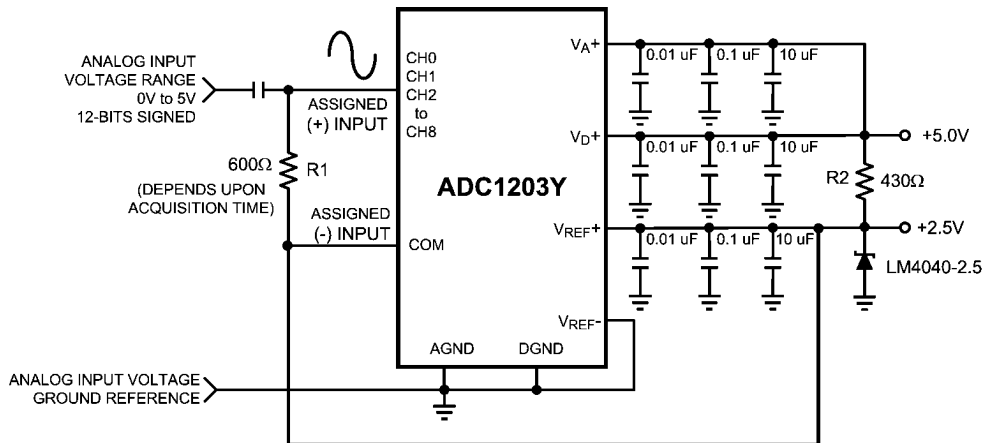 ANALOG INPUT
VOLTAGE RANGE
0V to 5V
12-BITS SIGNED
ASSIGNED
(+) INPUT
CH0
CH1
CH2
to
CH8
600Ω
R1
(DEPENDS UPON
ACQUISITION TIME)
ASSIGNED
(-) INPUT
COM
ADC1203Y
VA+
0.01 uF
0.1 uF
10 uF
VD+
0.01 uF
0.1 uF
10 uF
+5.0V
R2
430Ω
VREF+
0.01 uF
0.1 uF
10 uF
+2.5V
LM4040-2.5
VREF-
AGND
DGND
ANALOG INPUT VOLTAGE
GROUND REFERENCE